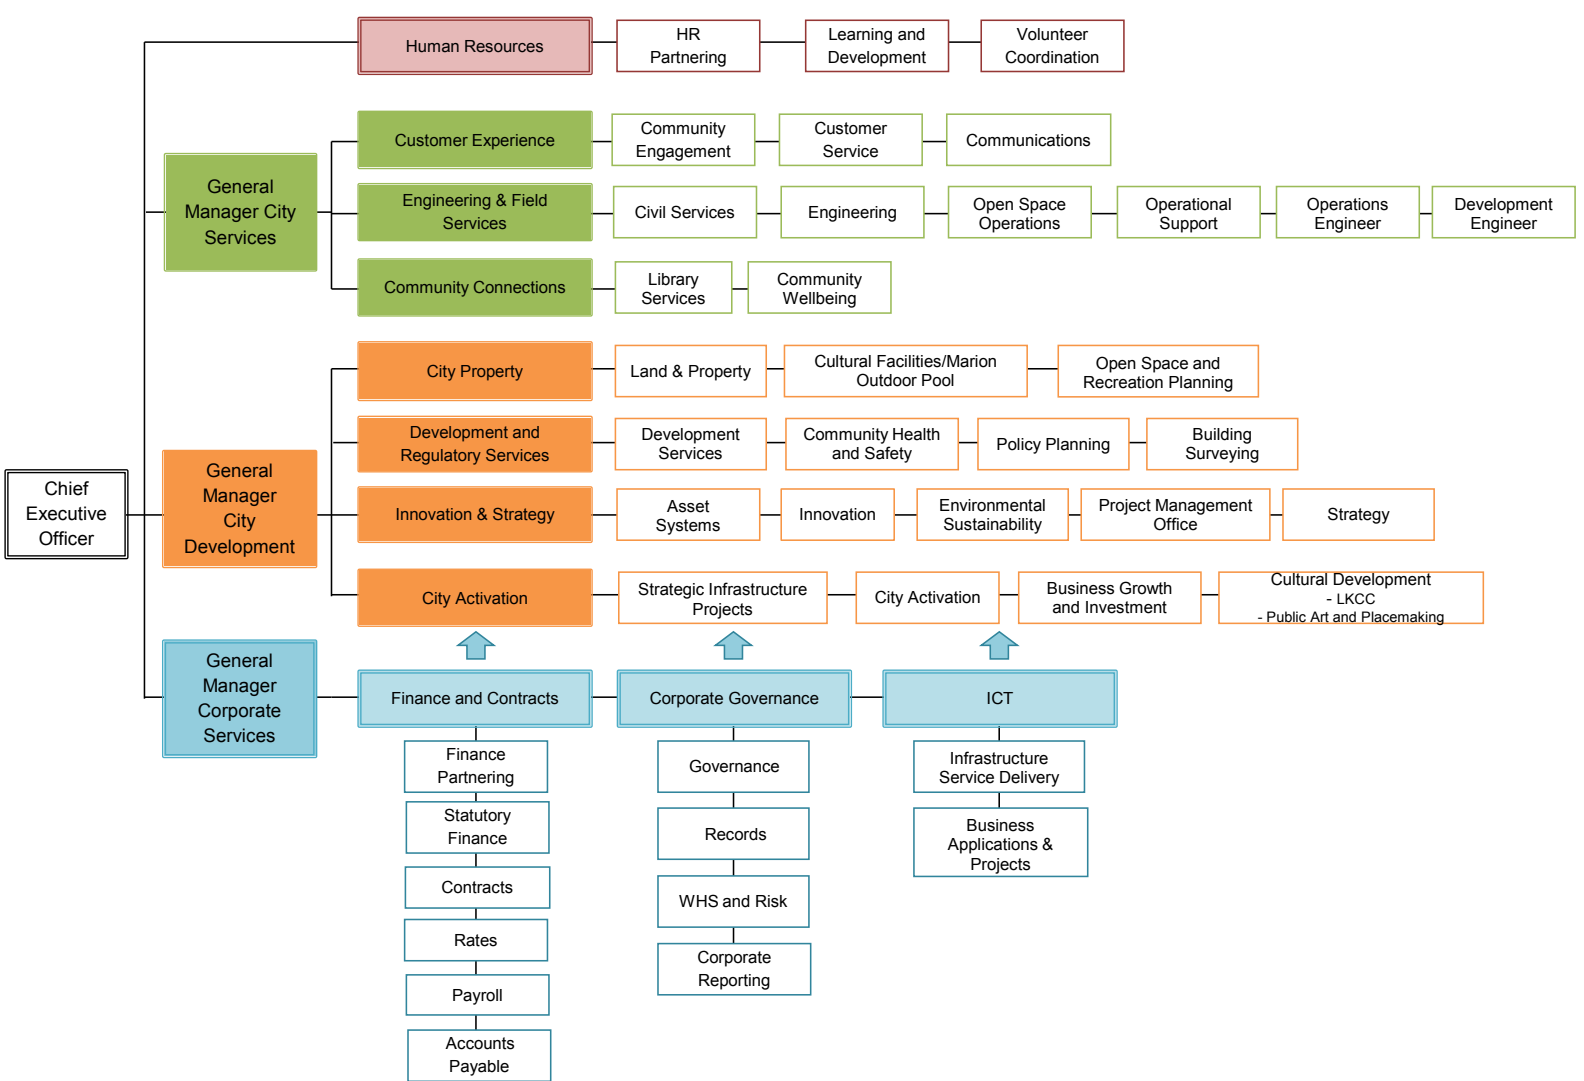 Human Resources
HR
Partnering
Learning and
Development
Volunteer
Coordination
General
Manager City
Services
Customer Experience
Community
Engagement
Customer
Service
Communications
Engineering & Field
Services
Civil Services
Engineering
Open Space
Operations
Operational
Support
Operations
Engineer
Development
Engineer
Community Connections
Library
Services
Community
Wellbeing
Chief
Executive
Officer
General
Manager
City
Development
City Property
Land & Property
Cultural Facilities/Marion
Outdoor Pool
Open Space and
Recreation Planning
Development and
Regulatory Services
Development
Services
Community Health
and Safety
Policy Planning
Building
Surveying
Innovation & Strategy
Asset
Systems
Innovation
Environmental
Sustainability
Project Management
Office
Strategy
City Activation
Strategic Infrastructure
Projects
City Activation
Business Growth
and Investment
Cultural Development
- LKCC
- Public Art and Placemaking
General
Manager
Corporate
Services
Finance and Contracts
Corporate Governance
ICT
Finance
Partnering
Statutory
Finance
Contracts
Rates
Payroll
Accounts
Payable
Governance
Records
WHS and Risk
Corporate
Reporting
Infrastructure
Service Delivery
Business
Applications &
Projects